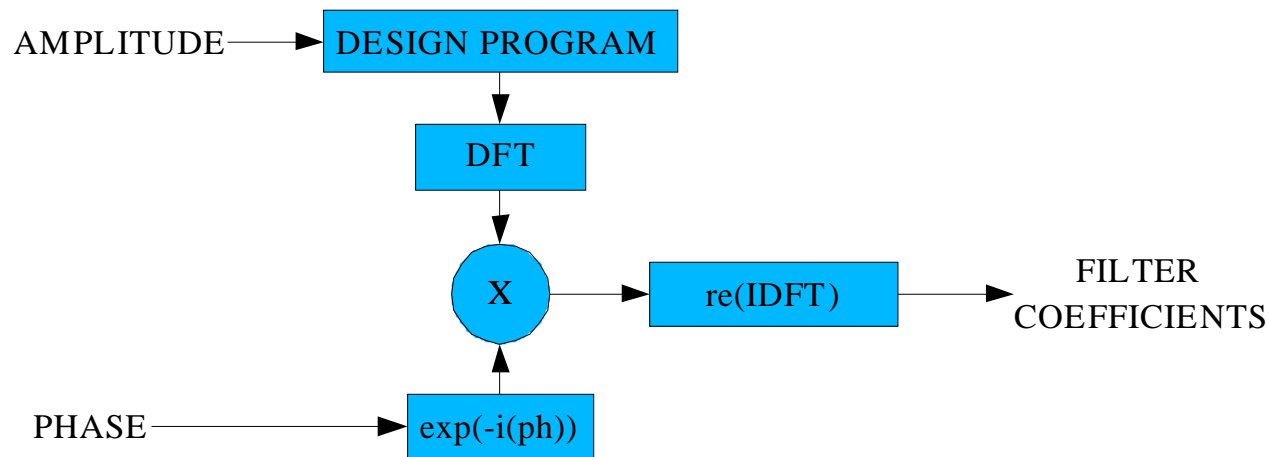 AMPLITUDE
DESIGN PROGRAM
DFT
X
re(IDFT)
FILTER
COEFFICIENTS
PHASE
exp(-i(ph))